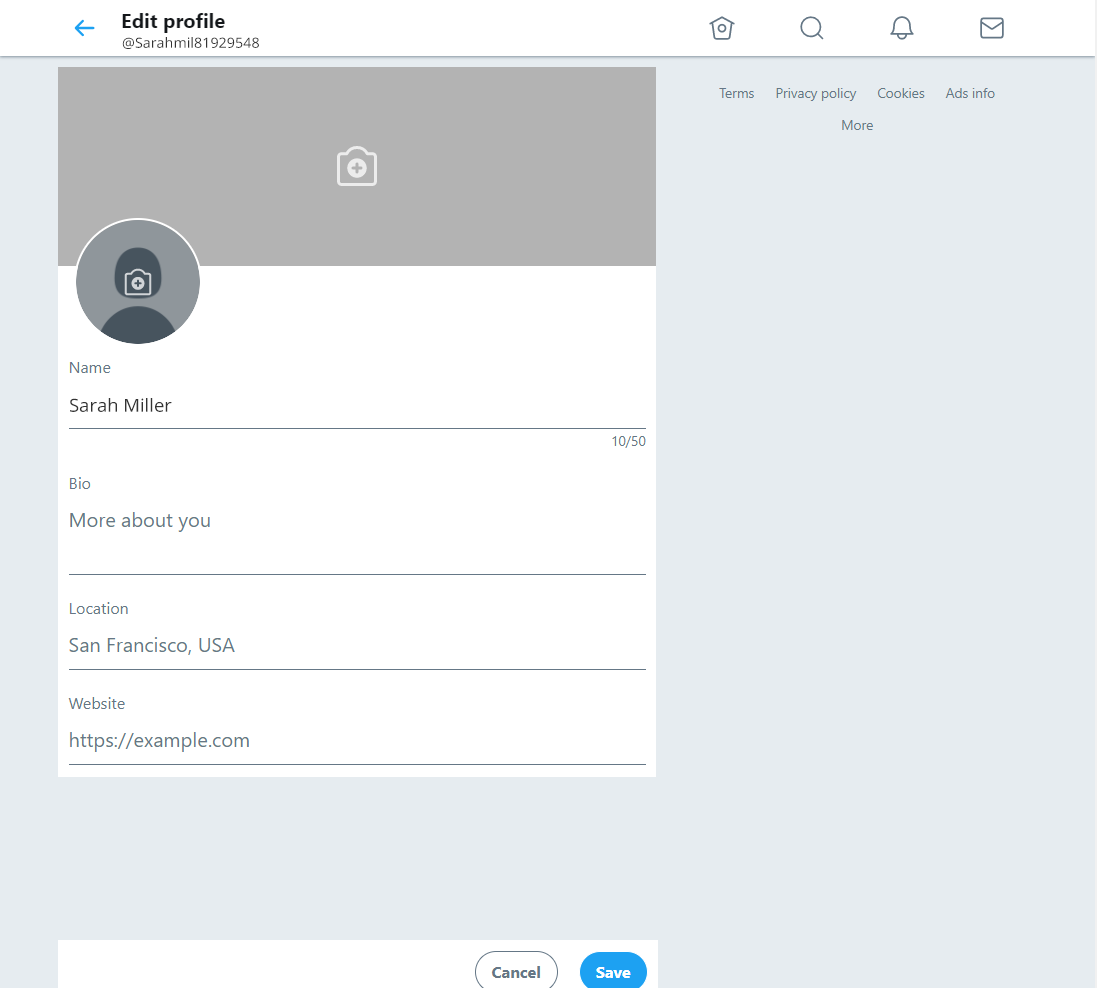 Edit profile
@Sarahmil81929548
Terms Privacy policy Cookies Ads info
More
Name
Sarah Miller
10/50
Bio
More about you
Location
San Francisco, USA
Website
https://example.com
Cancel Save